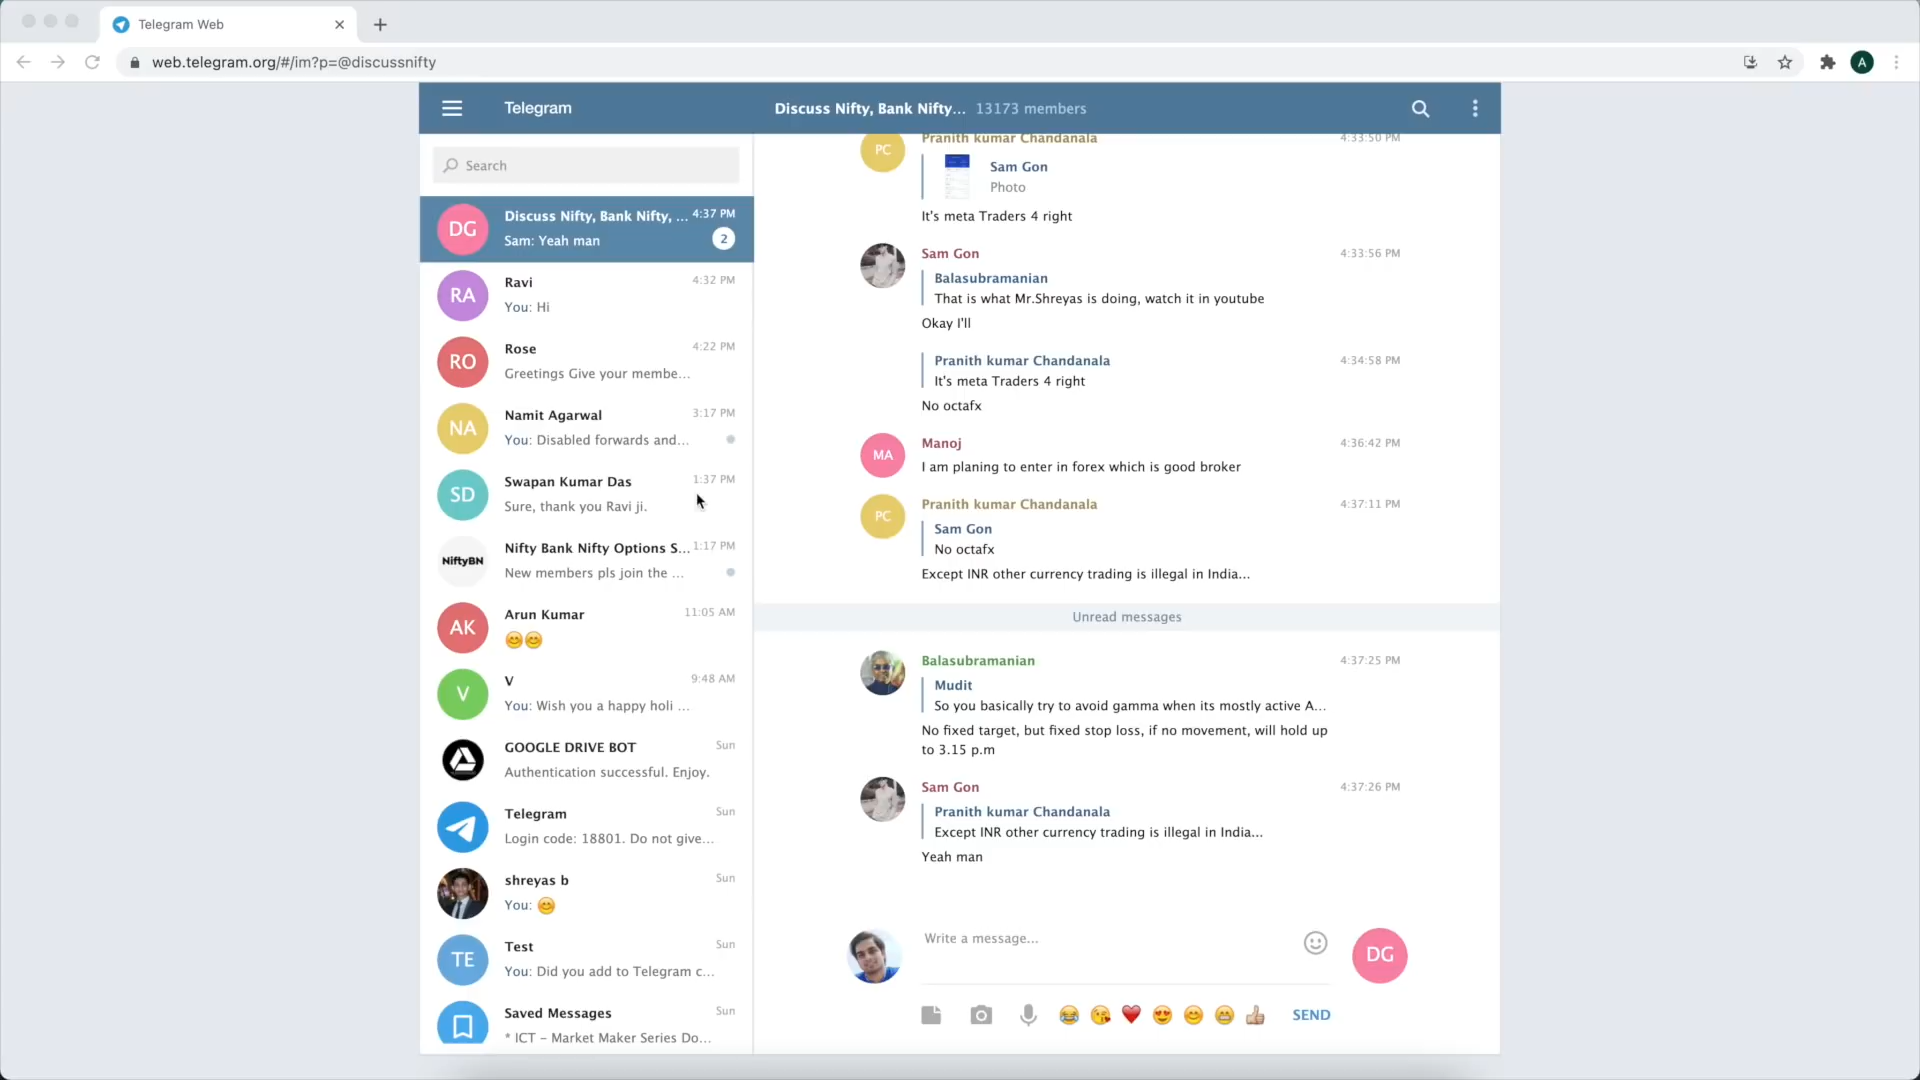 Telegram Web
web.telegram.org/#/im?p=@discussnifty
A
Telegram
Discuss Nifty, Bank Nifty... 13173 members
Search
DG
Discuss Nifty, Bank Nifty, ... 4:37 PM
Sam: Yeah man
2
RA
Ravi 4:32 PM
You: Hi
RO
Rose 4:22 PM
Greetings Give your membe...
NA
Namit Agarwal 3:17 PM
You: Disabled forwards and...
SD
Swapan Kumar Das 1:37 PM
Sure, thank you Ravi ji.
NiftyBN
Nifty Bank Nifty Options S... 1:17 PM
New members pls join the ...
AK
Arun Kumar 11:05 AM
😊😊
V
V 9:48 AM
You: Wish you a happy holi ...
GOOGLE DRIVE BOT Sun
Authentication successful. Enjoy.
Telegram Sun
Login code: 18801. Do not give...
shreyas b Sun
You: 😊
TE
Test Sun
You: Did you add to Telegram c...
Saved Messages Sun
* ICT – Market Maker Series Do...
PC
Pranith kumar Chandanala 4:33:50 PM
Sam Gon
Photo
It's meta Traders 4 right
Sam Gon 4:33:56 PM
Balasubramanian
That is what Mr.Shreyas is doing, watch it in youtube
Okay I'll
Pranith kumar Chandanala 4:34:58 PM
It's meta Traders 4 right
No octafx
MA
Manoj 4:36:42 PM
I am planing to enter in forex which is good broker
PC
Pranith kumar Chandanala 4:37:11 PM
Sam Gon
No octafx
Except INR other currency trading is illegal in India...
Unread messages
Balasubramanian 4:37:25 PM
Mudit
So you basically try to avoid gamma when its mostly active A...
No fixed target, but fixed stop loss, if no movement, will hold up
to 3.15 p.m
Sam Gon 4:37:26 PM
Pranith kumar Chandanala
Except INR other currency trading is illegal in India...
Yeah man
Write a message...
DG
SEND